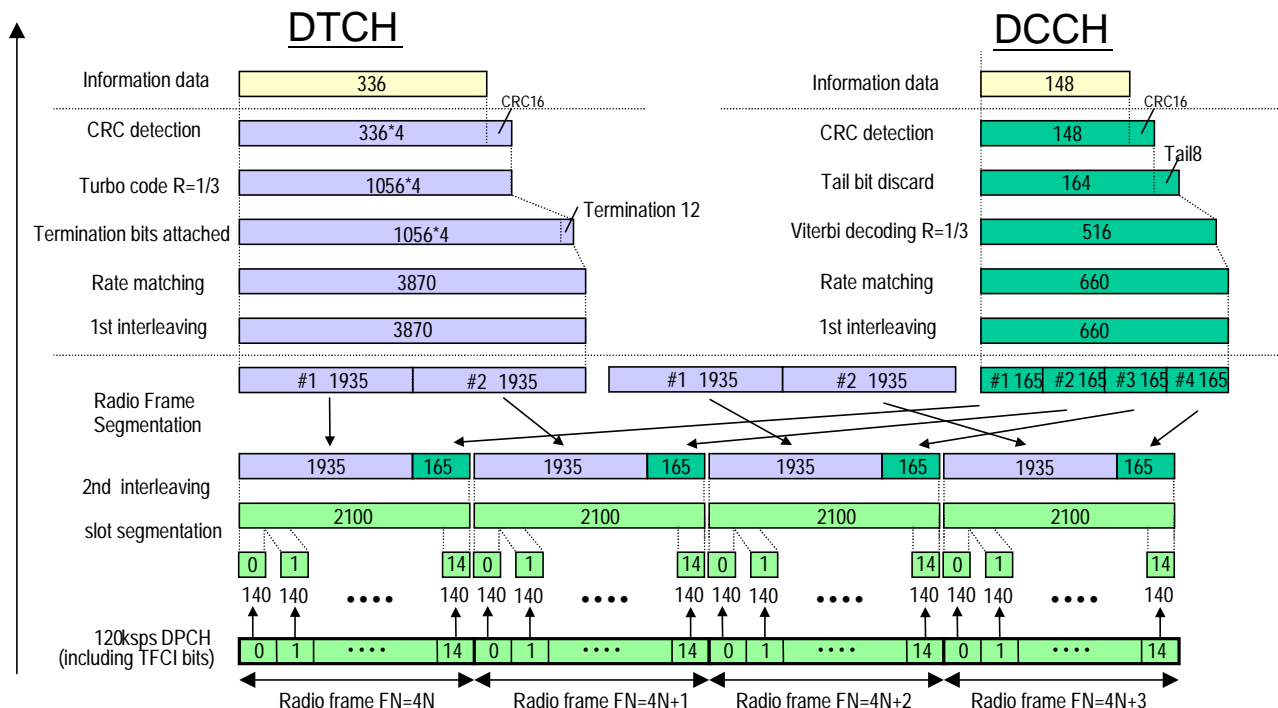 DTCH DCCH
Information data 336 Information data 148
CRC16 CRC16
CRC detection 336*4 CRC detection 148
Tail8
Turbo code R=1/3 1056*4 Tail bit discard 164
Termination 12
Termination bits attached 1056*4 Viterbi decoding R=1/3 516
Rate matching 3870 Rate matching 660
1st interleaving 3870 1st interleaving 660
#1 1935 #2 1935 #1 1935 #2 1935 #1 165 #2 165 #3 165 #4 165
Radio Frame
Segmentation
1935 165 1935 165 1935 165 1935 165
2nd interleaving
2100 2100 2100 2100
slot segmentation
0 1 14 0 1 14 0 1 14 0 1 14
140 140 •••• 140 140 140 •••• 140 140 140 •••• 140 140 140 •••• 140
120ksps DPCH
(including TFCI bits)
0 1 •••• 14 0 1 •••• 14 0 1 •••• 14 0 1 •••• 14
Radio frame FN=4N Radio frame FN=4N+1 Radio frame FN=4N+2 Radio frame FN=4N+3